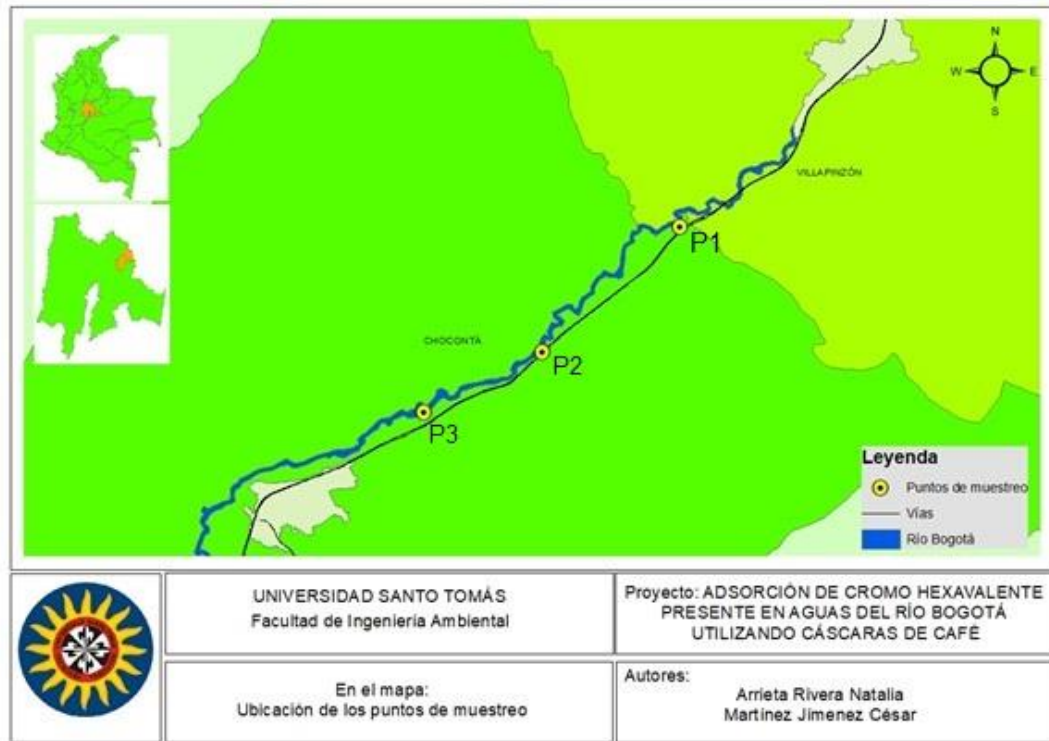 N
W
E
S
VILLAPINZÓN
P1
CHOCONTÁ
P2
P3
Leyenda
Puntos de muestreo
Vías
Río Bogotá
UNIVERSIDAD SANTO TOMÁS
Facultad de Ingeniería Ambiental
Proyecto: ADSORCIÓN DE CROMO HEXAVALENTE
PRESENTE EN AGUAS DEL RÍO BOGOTÁ
UTILIZANDO CÁSCARAS DE CAFÉ
En el mapa:
Ubicación de los puntos de muestreo
Autores:
Arrieta Rivera Natalia
Martínez Jimenez César